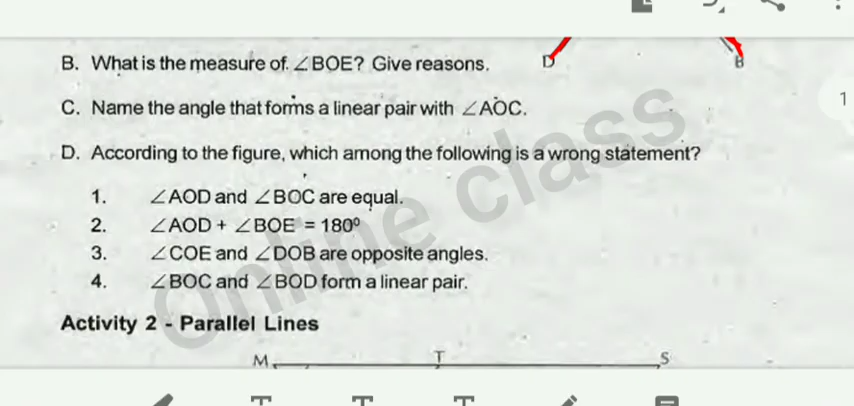 D
B
B. What is the measure of ∠BOE? Give reasons.
C. Name the angle that forms a linear pair with ∠AOC.
D. According to the figure, which among the following is a wrong statement?
1. ∠AOD and ∠BOC are equal.
2. ∠AOD + ∠BOE = 180⁰
3. ∠COE and ∠DOB are opposite angles.
4. ∠BOC and ∠BOD form a linear pair.
Activity 2 - Parallel Lines
M T S
Online class
1